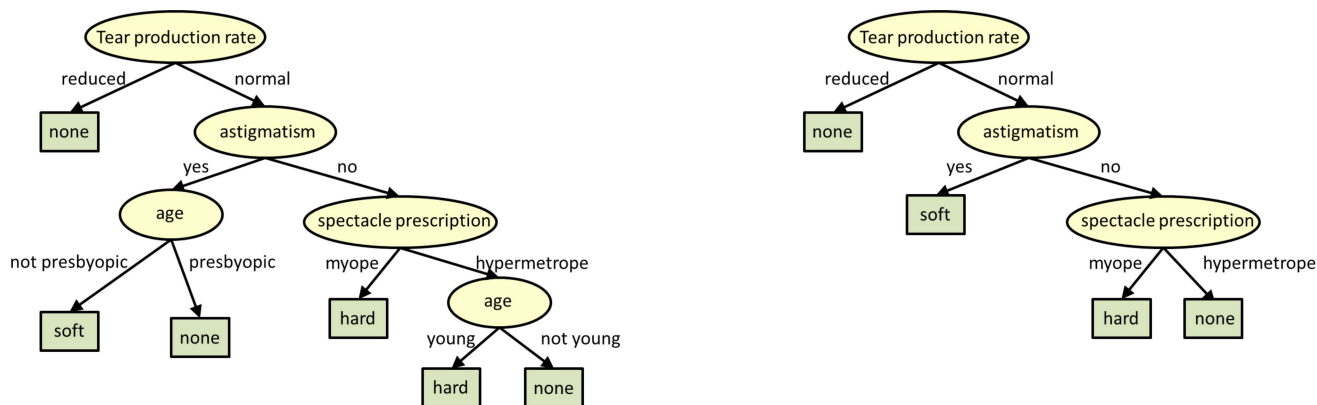 Tear production rate
reduced
normal
none
astigmatism
yes
no
age
spectacle prescription
not presbyopic
presbyopic
myope
hypermetrope
soft
none
hard
age
young
not young
hard
none
Tear production rate
reduced
normal
none
astigmatism
yes
no
soft
spectacle prescription
myope
hypermetrope
hard
none